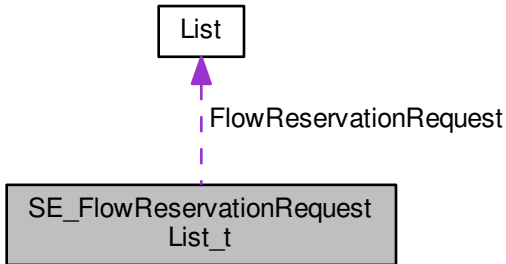 List
FlowReservationRequest
SE_FlowReservationRequest
List_t